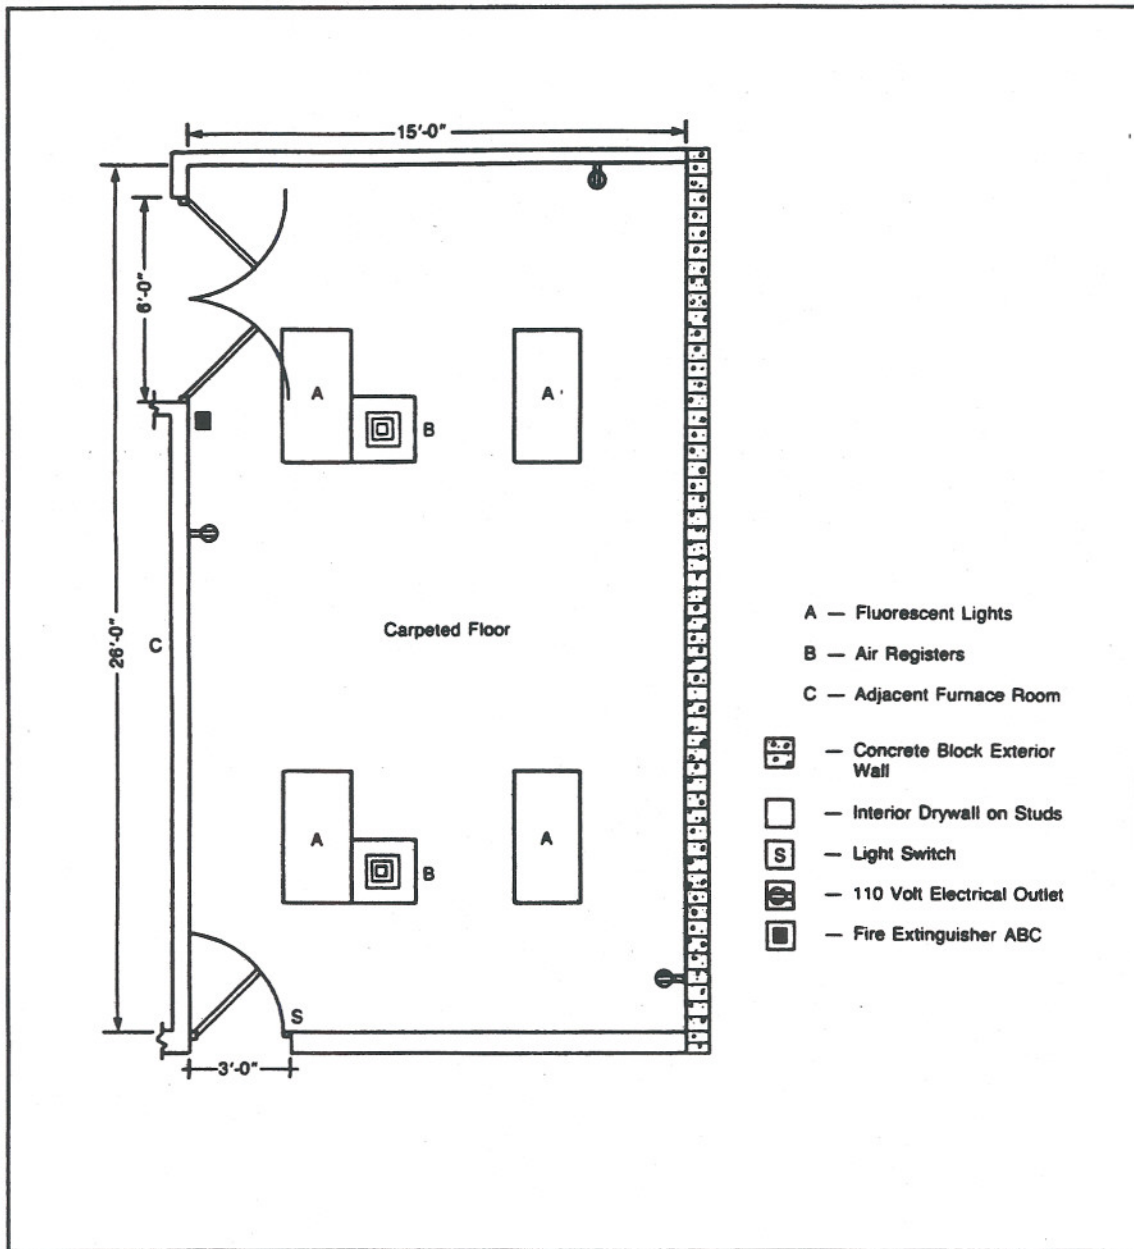 15'-0"
6'-0"
A
A
B
26'-0"
C
Carpeted Floor
A
A
B
S
3'-0"
A — Fluorescent Lights
B — Air Registers
C — Adjacent Furnace Room
— Concrete Block Exterior
Wall
— Interior Drywall on Studs
S — Light Switch
— 110 Volt Electrical Outlet
— Fire Extinguisher ABC